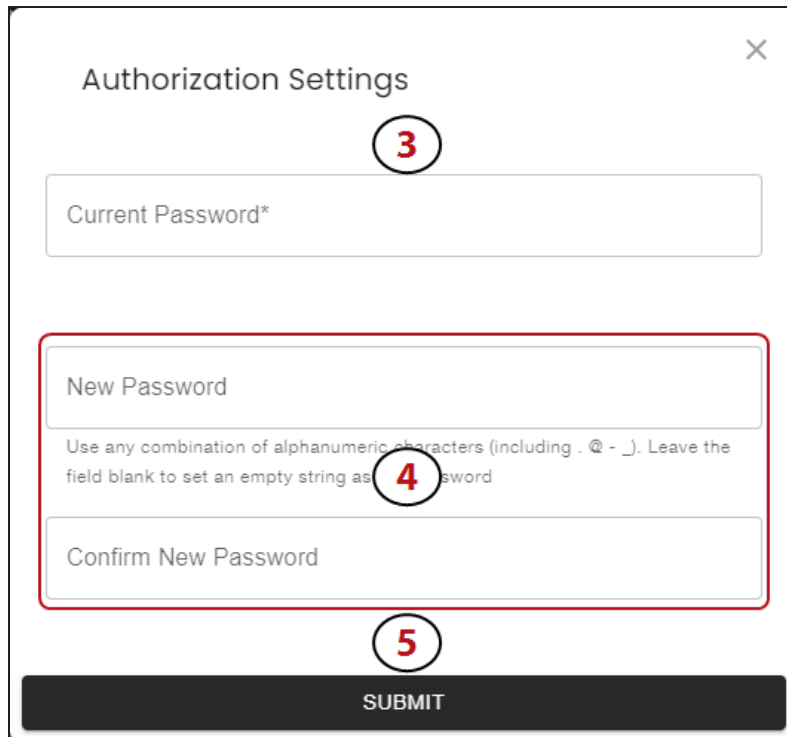 Authorization Settings
3
Current Password*
New Password
Use any combination of alphanumeric characters (including . @ - _). Leave the
field blank to set an empty string as sword
4
Confirm New Password
5
SUBMIT